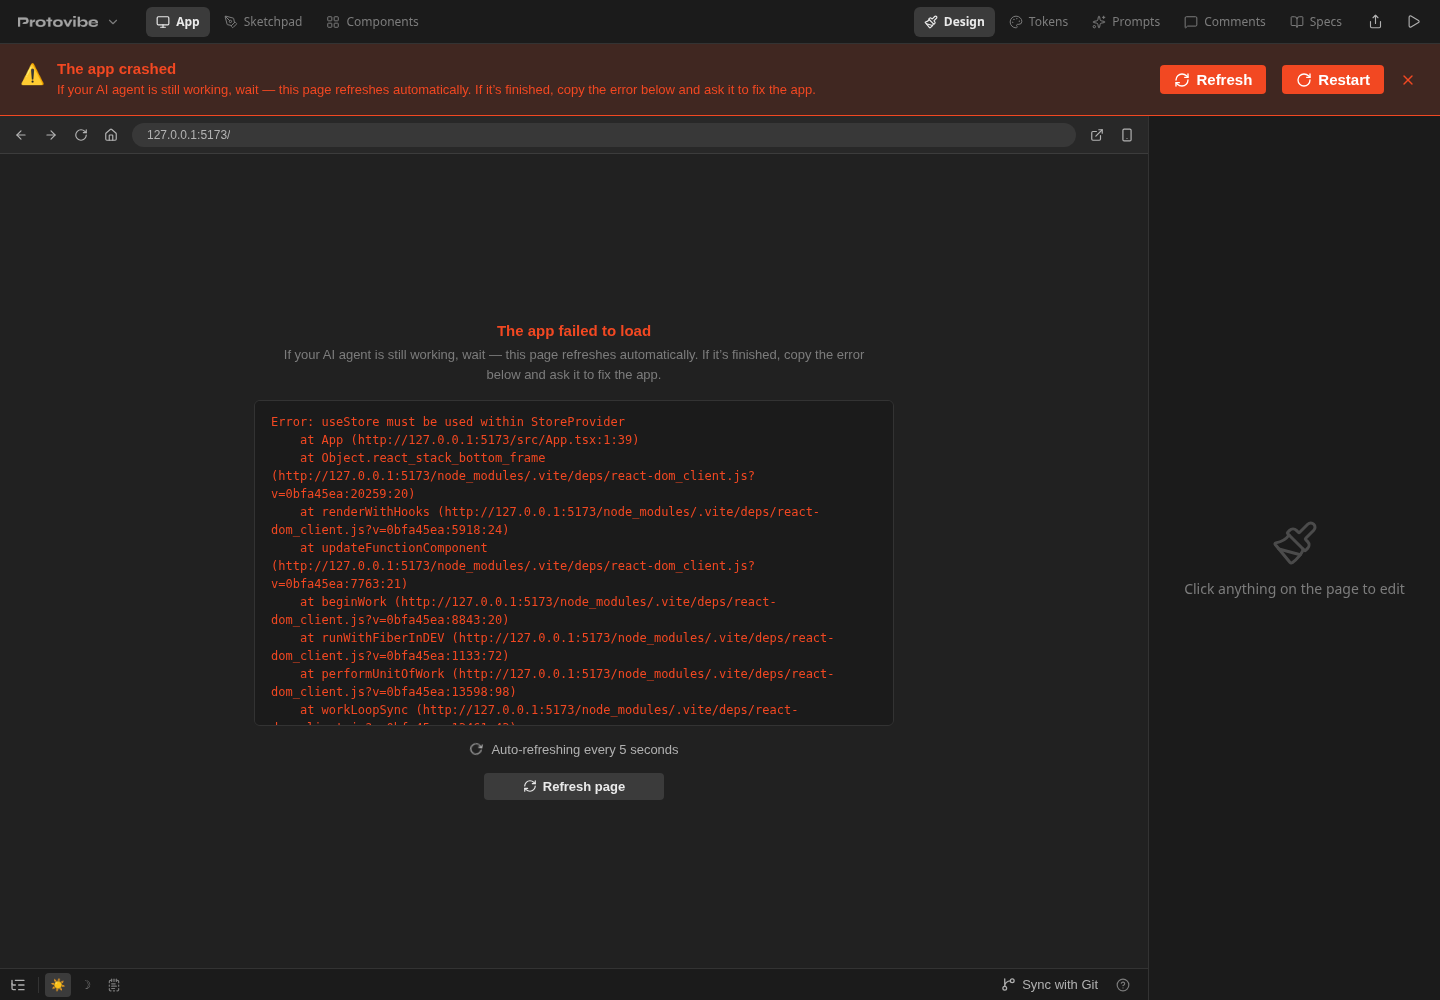 Protovibe
App
Sketchpad
Components
Design
Tokens
Prompts
Comments
Specs
The app crashed
If your AI agent is still working, wait — this page refreshes automatically. If it’s finished, copy the error below and ask it to fix the app.
Refresh
Restart
127.0.0.1:5173/
The app failed to load
If your AI agent is still working, wait — this page refreshes automatically. If it’s finished, copy the error
below and ask it to fix the app.
Error: useStore must be used within StoreProvider
at App (http://127.0.0.1:5173/src/App.tsx:1:39)
at Object.react_stack_bottom_frame
(http://127.0.0.1:5173/node_modules/.vite/deps/react-dom_client.js?
v=0bfa45ea:20259:20)
at renderWithHooks (http://127.0.0.1:5173/node_modules/.vite/deps/react-
dom_client.js?v=0bfa45ea:5918:24)
at updateFunctionComponent
(http://127.0.0.1:5173/node_modules/.vite/deps/react-dom_client.js?
v=0bfa45ea:7763:21)
at beginWork (http://127.0.0.1:5173/node_modules/.vite/deps/react-
dom_client.js?v=0bfa45ea:8843:20)
at runWithFiberInDEV (http://127.0.0.1:5173/node_modules/.vite/deps/react-
dom_client.js?v=0bfa45ea:1133:72)
at performUnitOfWork (http://127.0.0.1:5173/node_modules/.vite/deps/react-
dom_client.js?v=0bfa45ea:13598:98)
at workLoopSync (http://127.0.0.1:5173/node_modules/.vite/deps/react-
Auto-refreshing every 5 seconds
Refresh page
Click anything on the page to edit
Sync with Git